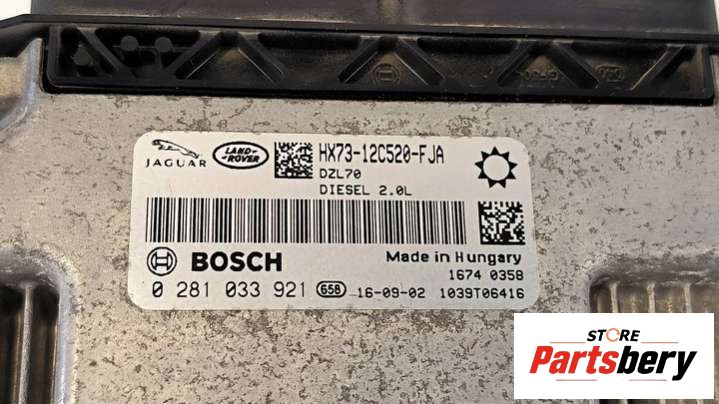 JAGUAR
LAND-
ROVER
HX73-12C520-FJA
DZL70
DIESEL 2.0L
BOSCH
Made in Hungary
1674 0358
0 281 033 921 658 16-09-02 1039T06416
STORE
Partsbery